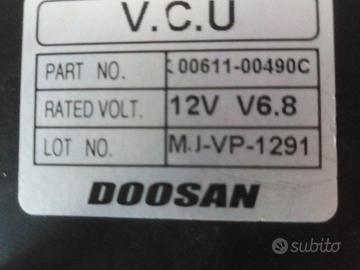 V.C.U
PART NO. 00611-00490C
RATED VOLT. 12V V6.8
LOT NO. MJ-VP-1291
DOOSAN
subito